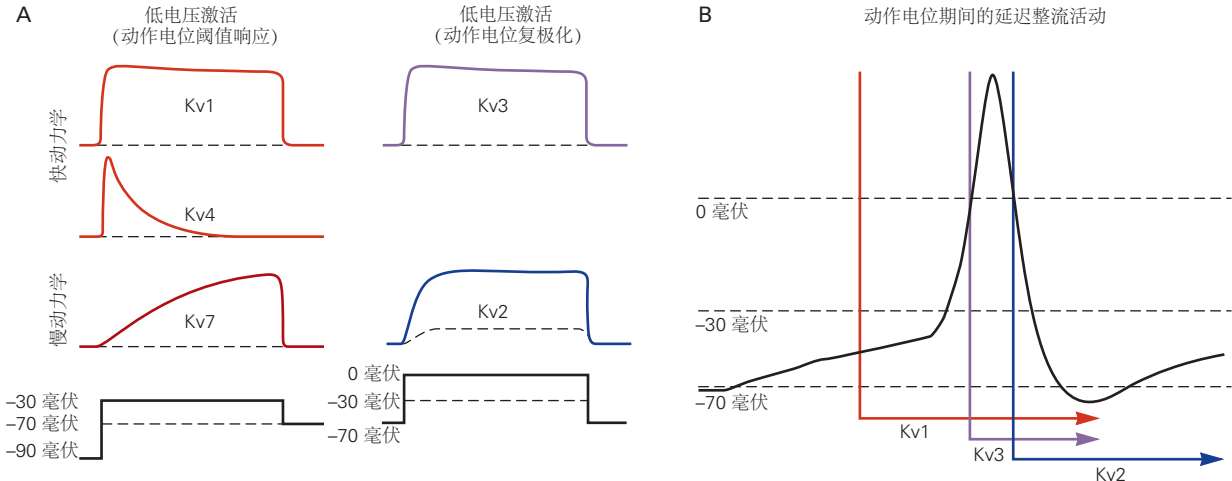 A
低电压激活
(动作电位阈值响应)
低电压激活
(动作电位复极化)
快动力学
Kv1
Kv3
Kv4
慢动力学
Kv7
Kv2
–30 毫伏
–70 毫伏
–90 毫伏
0 毫伏
–30 毫伏
–70 毫伏
B
动作电位期间的延迟整流活动
0 毫伏
–30 毫伏
–70 毫伏
Kv1
Kv3
Kv2